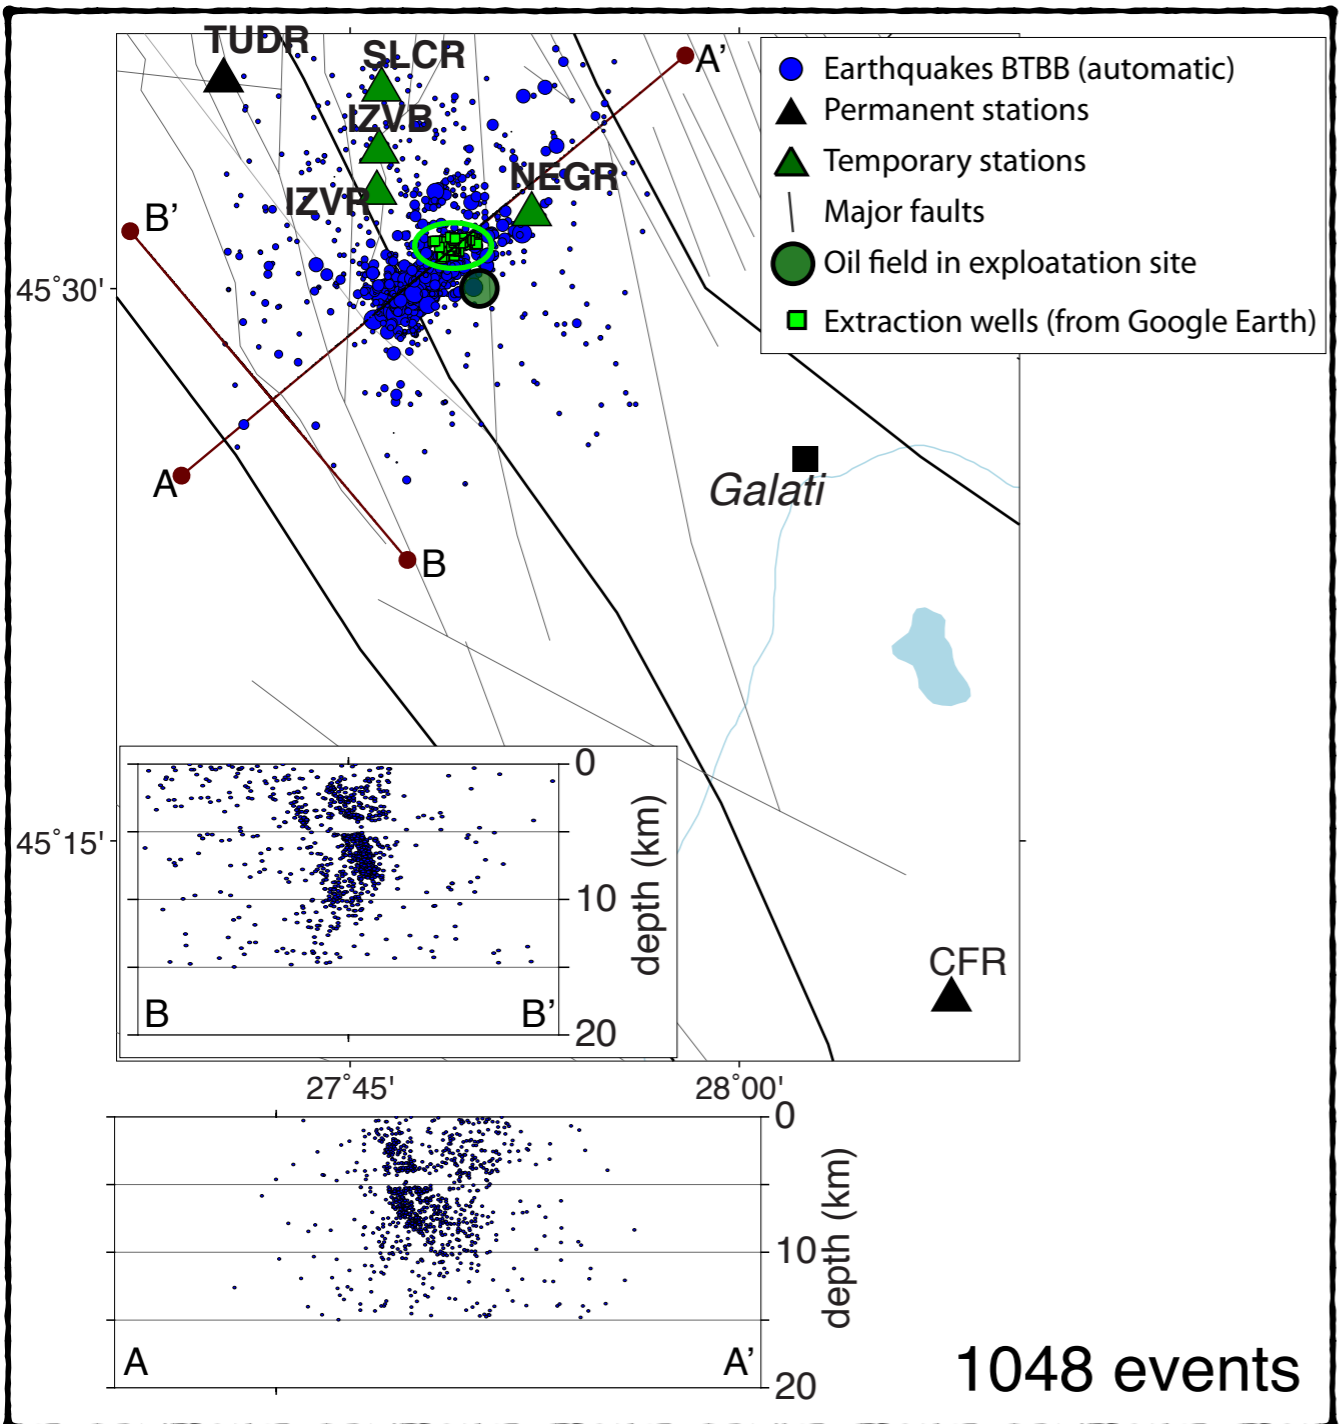 TUDR
SLCR
A'
IZVB
NEGR
IZVR
B'
Earthquakes BTBB (automatic)
Permanent stations
Temporary stations
Major faults
Oil field in exploatation site
Extraction wells (from Google Earth)
45°30'
A
Galati
B
45°15'
0
10
20
depth (km)
B
B'
CFR
27°45'
28°00'
0
10
20
depth (km)
A
A'
1048 events